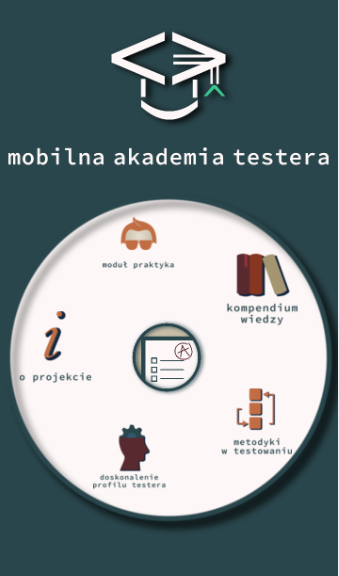 mobilna akademia testera
moduł praktyka
kompendium
wiedzy
i
o projekcie
A
metodyki
w testowaniu
doskonalenie
profilu testera